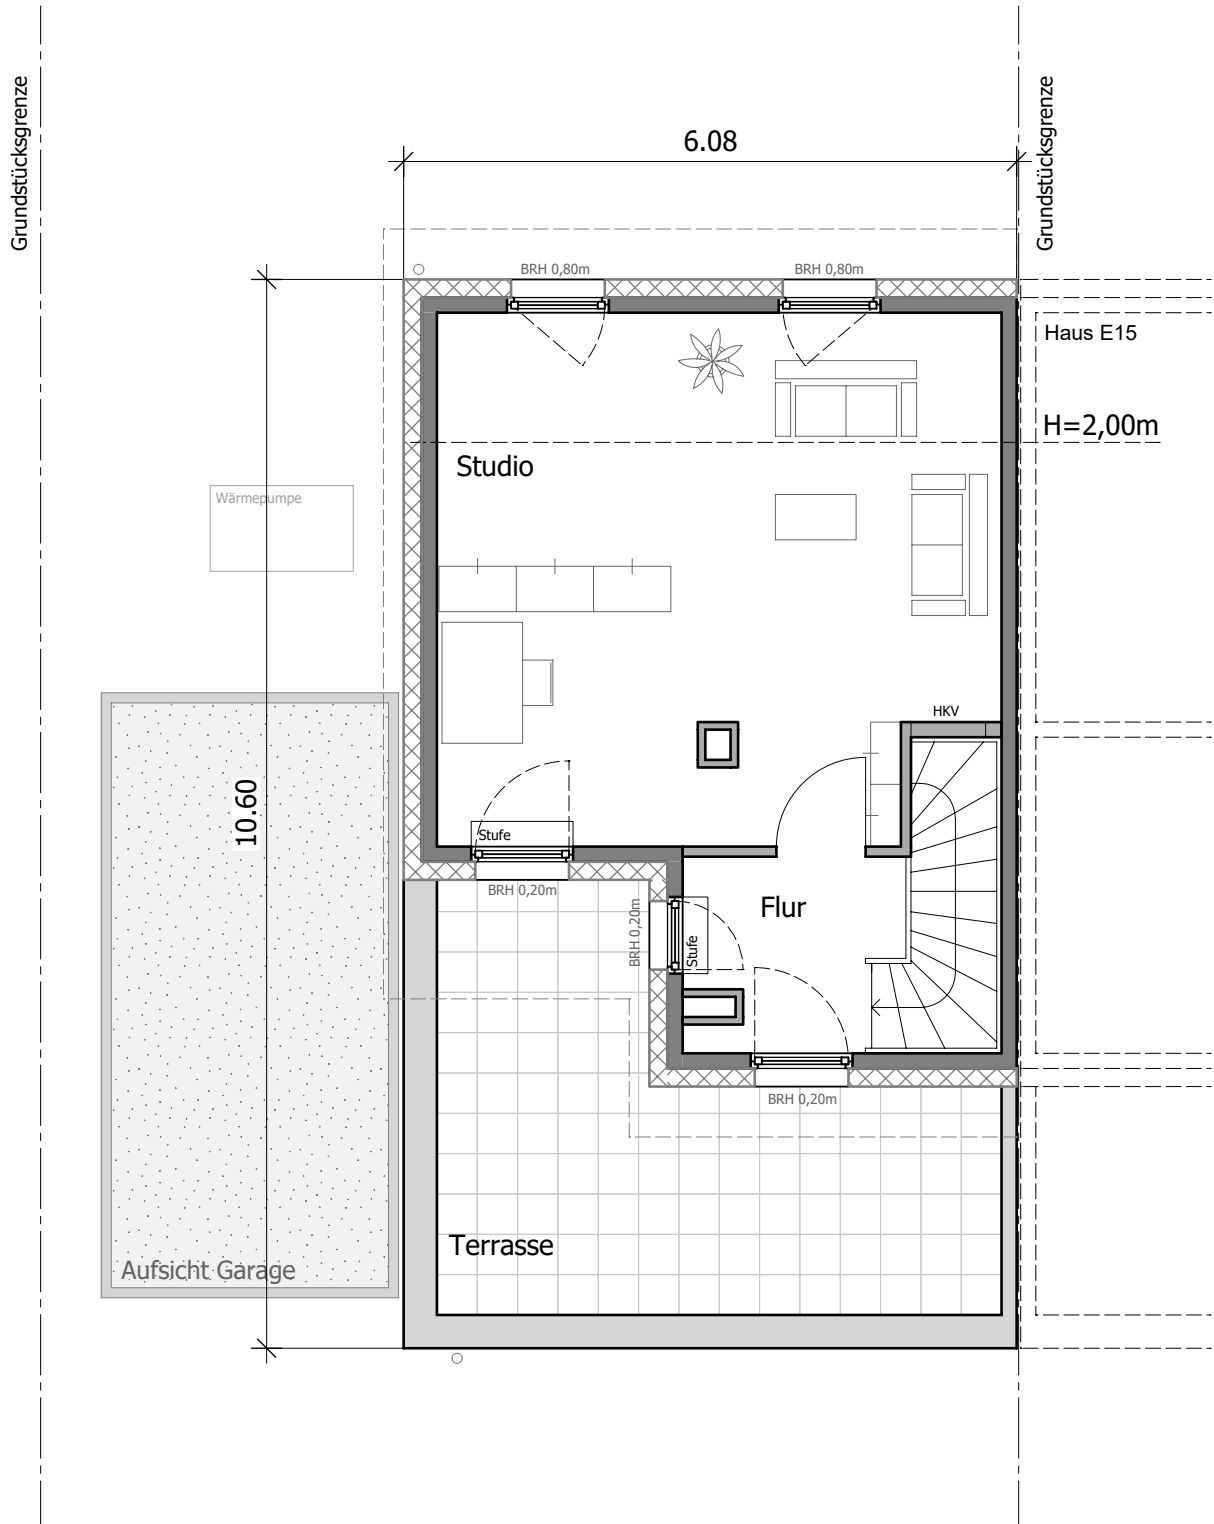 Grundstücksgrenze
Grundstücksgrenze
6.08
BRH 0,80m
BRH 0,80m
Haus E15
H=2,00m
Studio
Wärmepumpe
HKV
10.60
Stufe
BRH 0,20m
BRH 0,20m
Stufe
Flur
BRH 0,20m
Terrasse
Aufsicht Garage